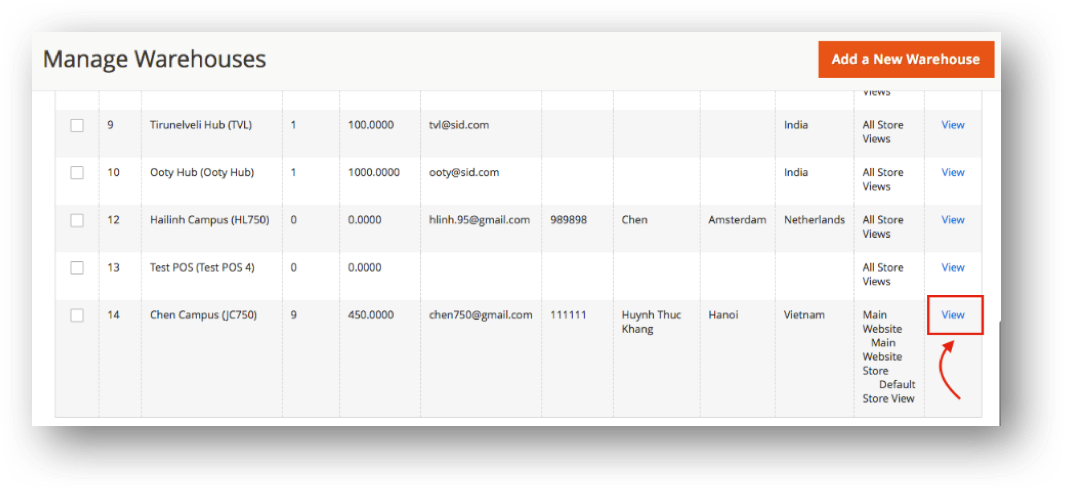 Manage Warehouses
Add a New Warehouse
Views
9 Tirunelveli Hub (TVL) 1 100.0000 tvl@sid.com India All Store View
Views
10 Ooty Hub (Ooty Hub) 1 1000.0000 ooty@sid.com India All Store View
Views
12 Hailinh Campus (HL750) 0 0.0000 hlinh.95@gmail.com 989898 Chen Amsterdam Netherlands All Store View
Views
13 Test POS (Test POS 4) 0 0.0000 All Store View
Views
14 Chen Campus (JC750) 9 450.0000 chen750@gmail.com 111111 Huynh Thuc Hanoi Vietnam Main View
Khang Website
Main
Website
Store
Default
Store View